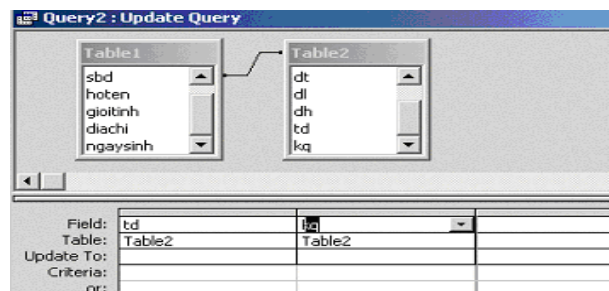 Query2 : Update Query
Table1
sbd
hoten
gioitinh
diachi
ngaysinh
Table2
dt
dl
dh
td
kq
Field: td kq
Table: Table2 Table2
Update To:
Criteria:
or: